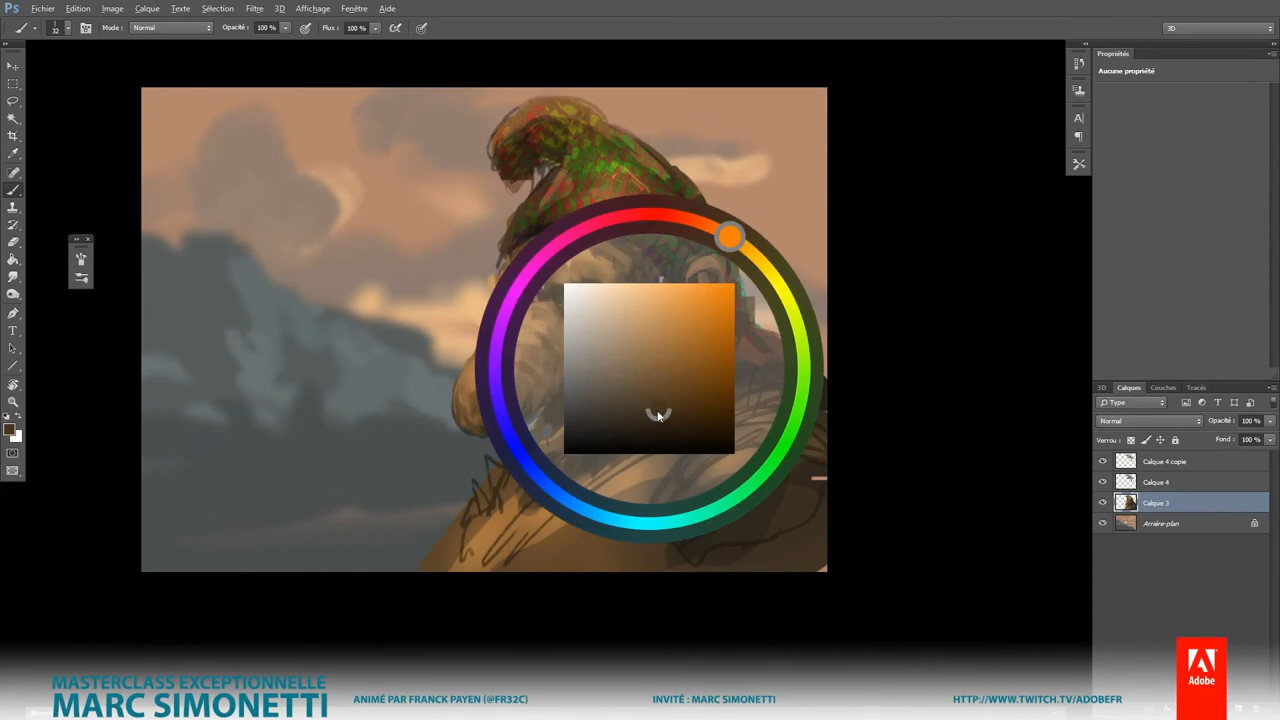 Ps Fichier Edition Image Calque Texte Sélection Filtre 3D Affichage Fenêtre Aide
32 Mode : Normal Opacité : 100 % Flux : 100 % 3D
Propriétés
Aucune propriété
3D Calques Couches Tracés
Type
Normal Opacité : 100 %
Verrou : Fond : 100 %
Calque 4 copie
Calque 4
Calque 3
Arrière-plan
MASTERCLASS EXCEPTIONNELLE
MARC SIMONETTI
ANIMÉ PAR FRANCK PAYEN (@FR32C) INVITÉ : MARC SIMONETTI HTTP://WWW.TWITCH.TV/ADOBEFR
Adobe